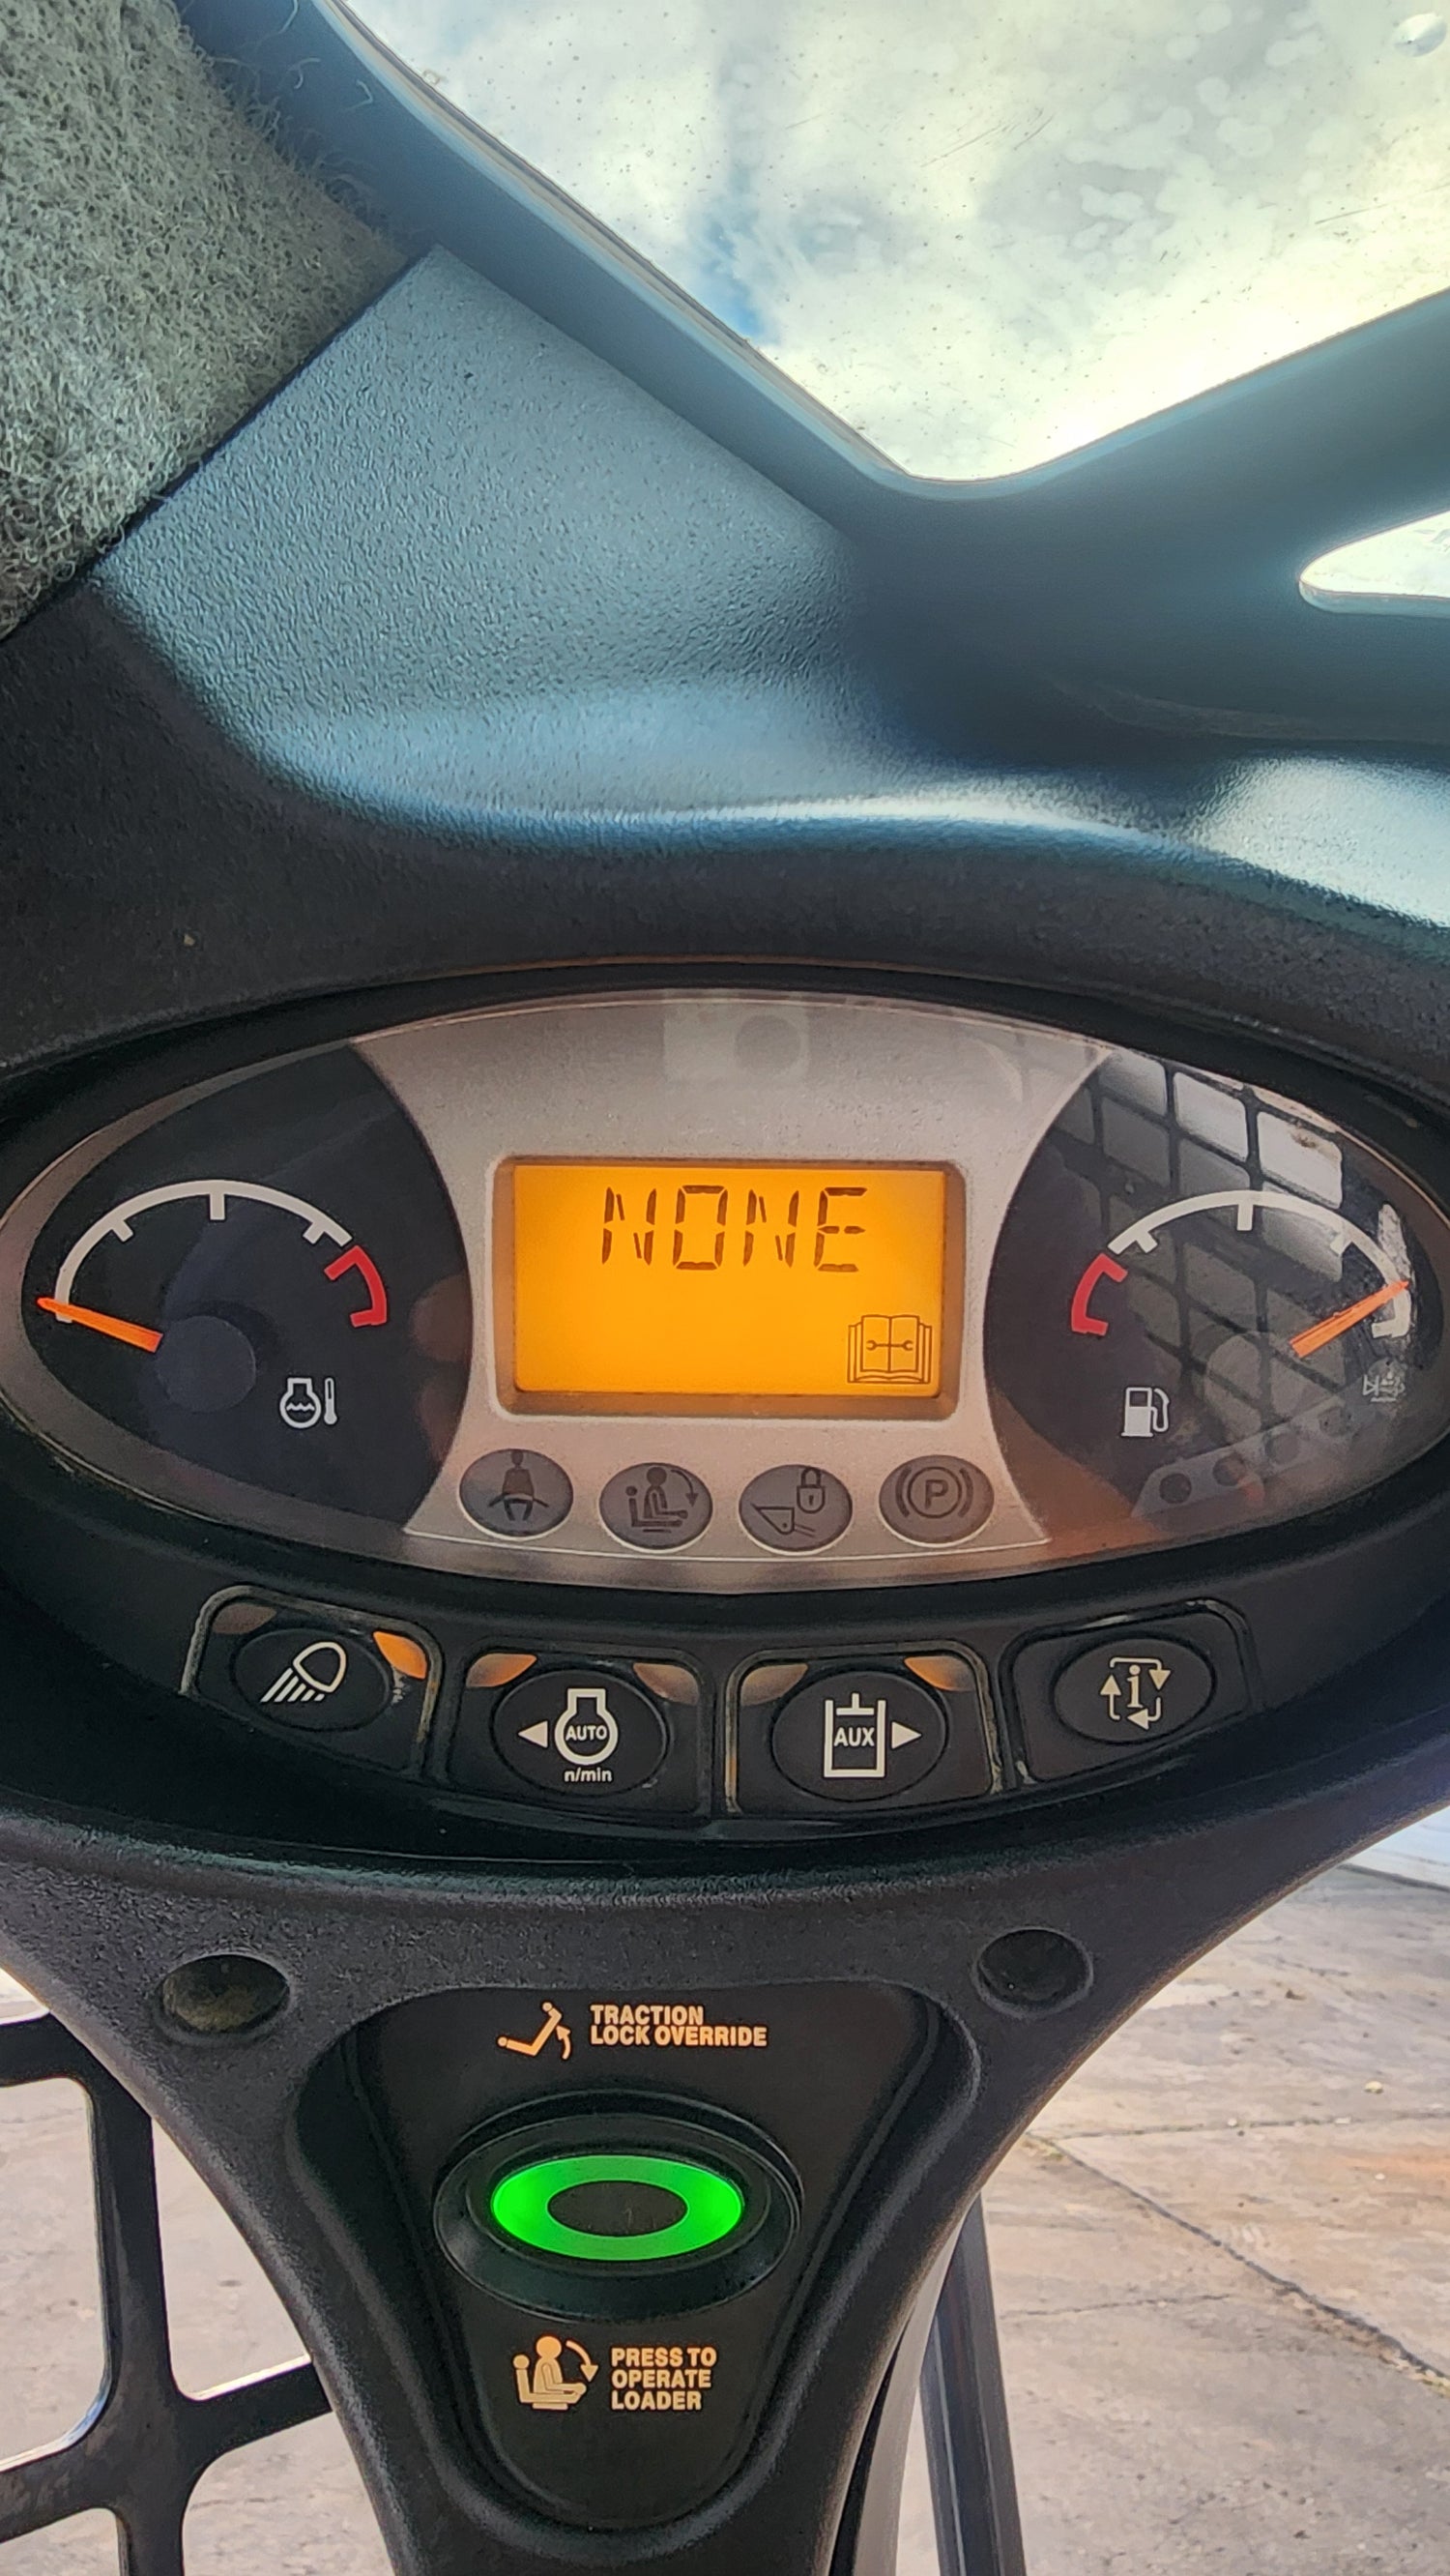 NONE
P
AUTO
n/min
AUX
i
TRACTION
LOCK OVERRIDE
PRESS TO
OPERATE
LOADER